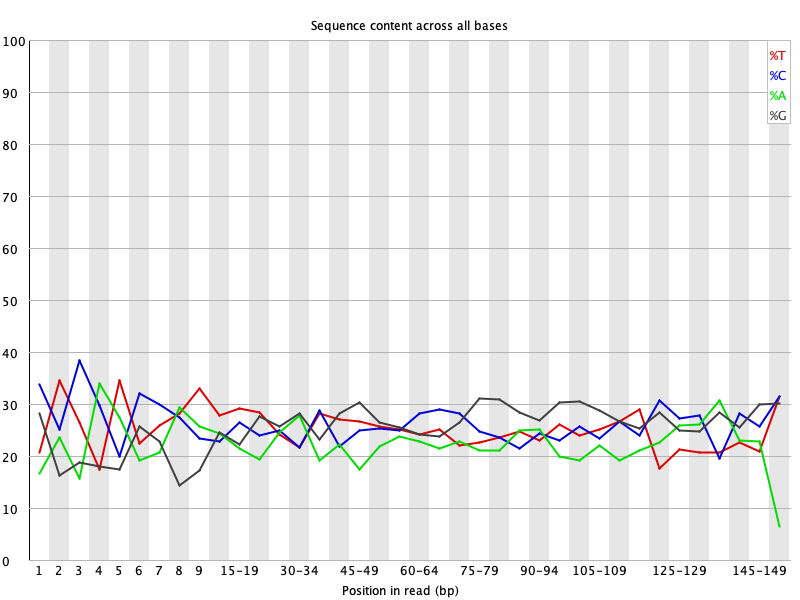 Sequence content across all bases
100
90
80
70
60
50
40
30
20
10
0
%T
%C
%A
%G
1 2 3 4 5 6 7 8 9 15-19 30-34 45-49 60-64 75-79 90-94 105-109 125-129 145-149
Position in read (bp)